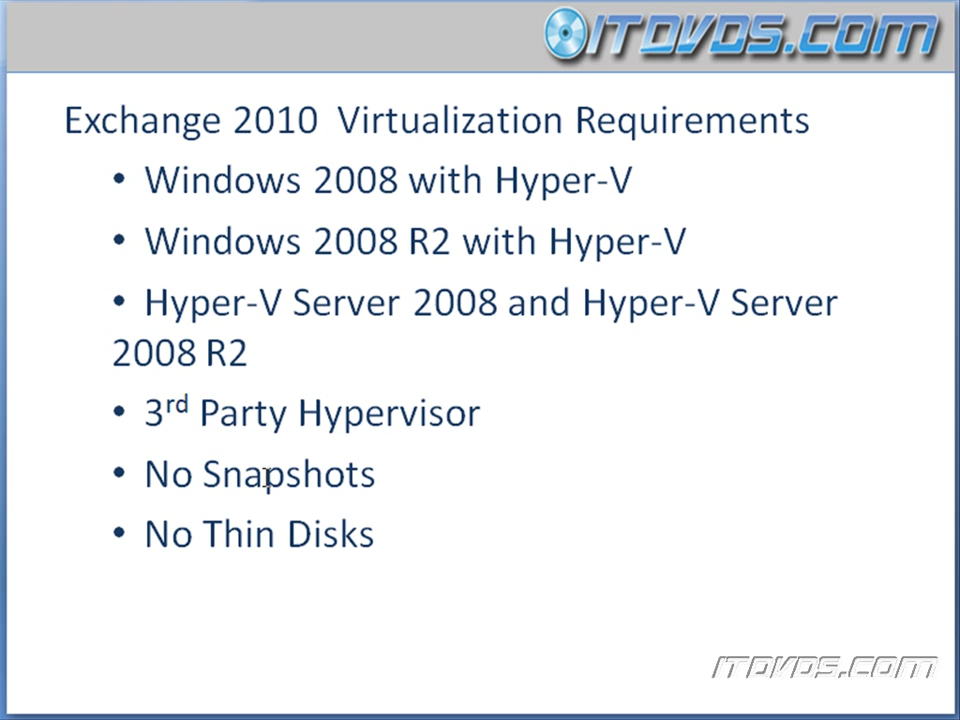 ITDVDS.COM
Exchange 2010 Virtualization Requirements
• Windows 2008 with Hyper-V
• Windows 2008 R2 with Hyper-V
• Hyper-V Server 2008 and Hyper-V Server
2008 R2
• 3rd Party Hypervisor
• No Snapshots
• No Thin Disks
ITDVDS.COM